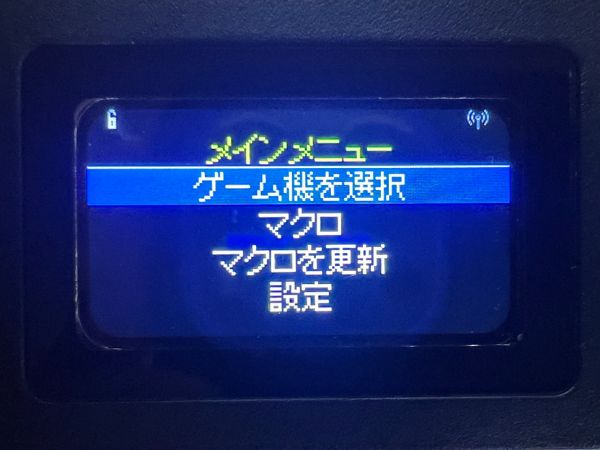 メインメニュー
ゲーム機を選択
マクロ
マクロを更新
設定